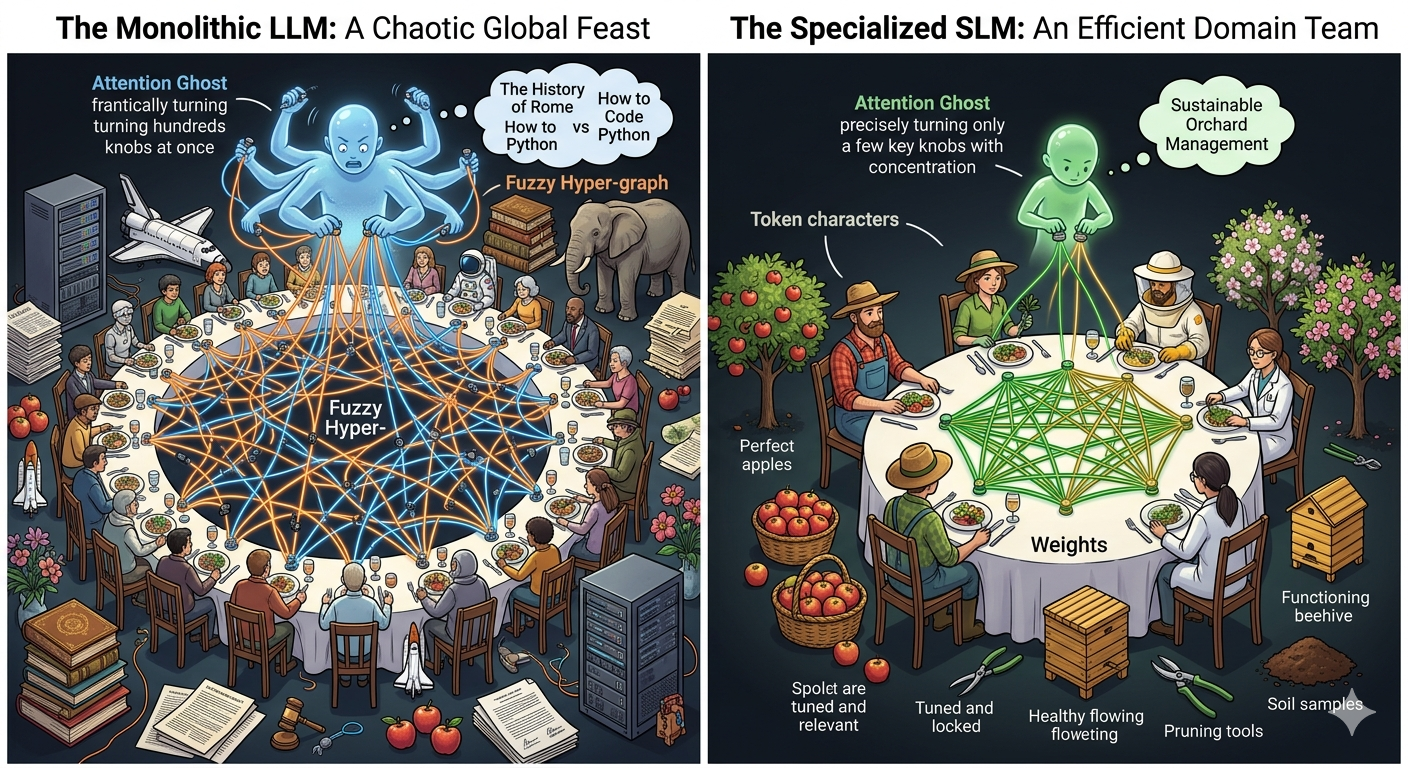 The Monolithic LLM: A Chaotic Global Feast
Attention Ghost
frantically turning
turning hundreds
knobs at once
The History
of Rome
How to
Python
vs
How to
Code
Python
Fuzzy Hyper-graph
Fuzzy
Hyper-
The Specialized SLM: An Efficient Domain Team
Attention Ghost
precisely turning only
a few key knobs with
concentration
Sustainable
Orchard
Management
Token characters
Perfect
apples
Weights
Functioning
beehive
Spolct are
tuned and
relevant
Tuned and
locked
Healthy flowing
floweting
Pruning tools
Soil samples